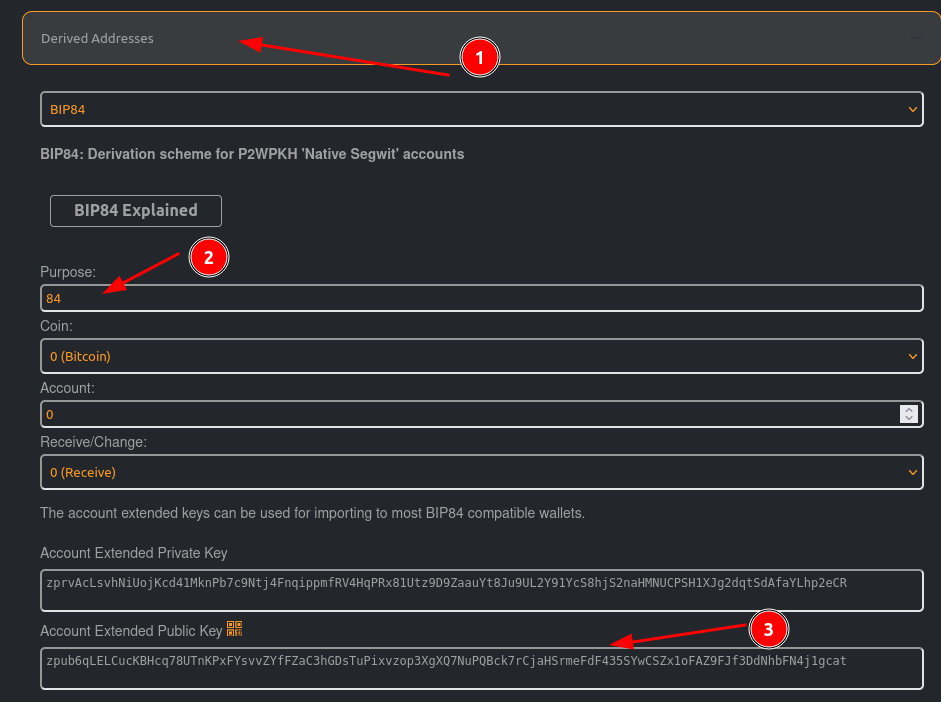 Derived Addresses
1
BIP84
BIP84: Derivation scheme for P2WPKH 'Native Segwit' accounts
BIP84 Explained
2
Purpose:
84
Coin:
0 (Bitcoin)
Account:
0
Receive/Change:
0 (Receive)
The account extended keys can be used for importing to most BIP84 compatible wallets.
Account Extended Private Key
zprvAcLsvhNiUojKcd41MknPb7c9Ntj4FnqippmfRV4HqPRx81Utz9D9ZaauYt8Ju9UL2Y91YcS8hjS2naHMNUCPSH1XJg2dqtSdAfaYLhp2eCR
Account Extended Public Key
3
zpub6qLELCucKBHcq78UTnKPxFYsvvZYfFZaC3hGDsTuPixvzop3XgXQ7NuPQBck7rCjaHSrmeFdF435SYwCSZx1oFAZ9FJf3DdNhbFN4j1gcat